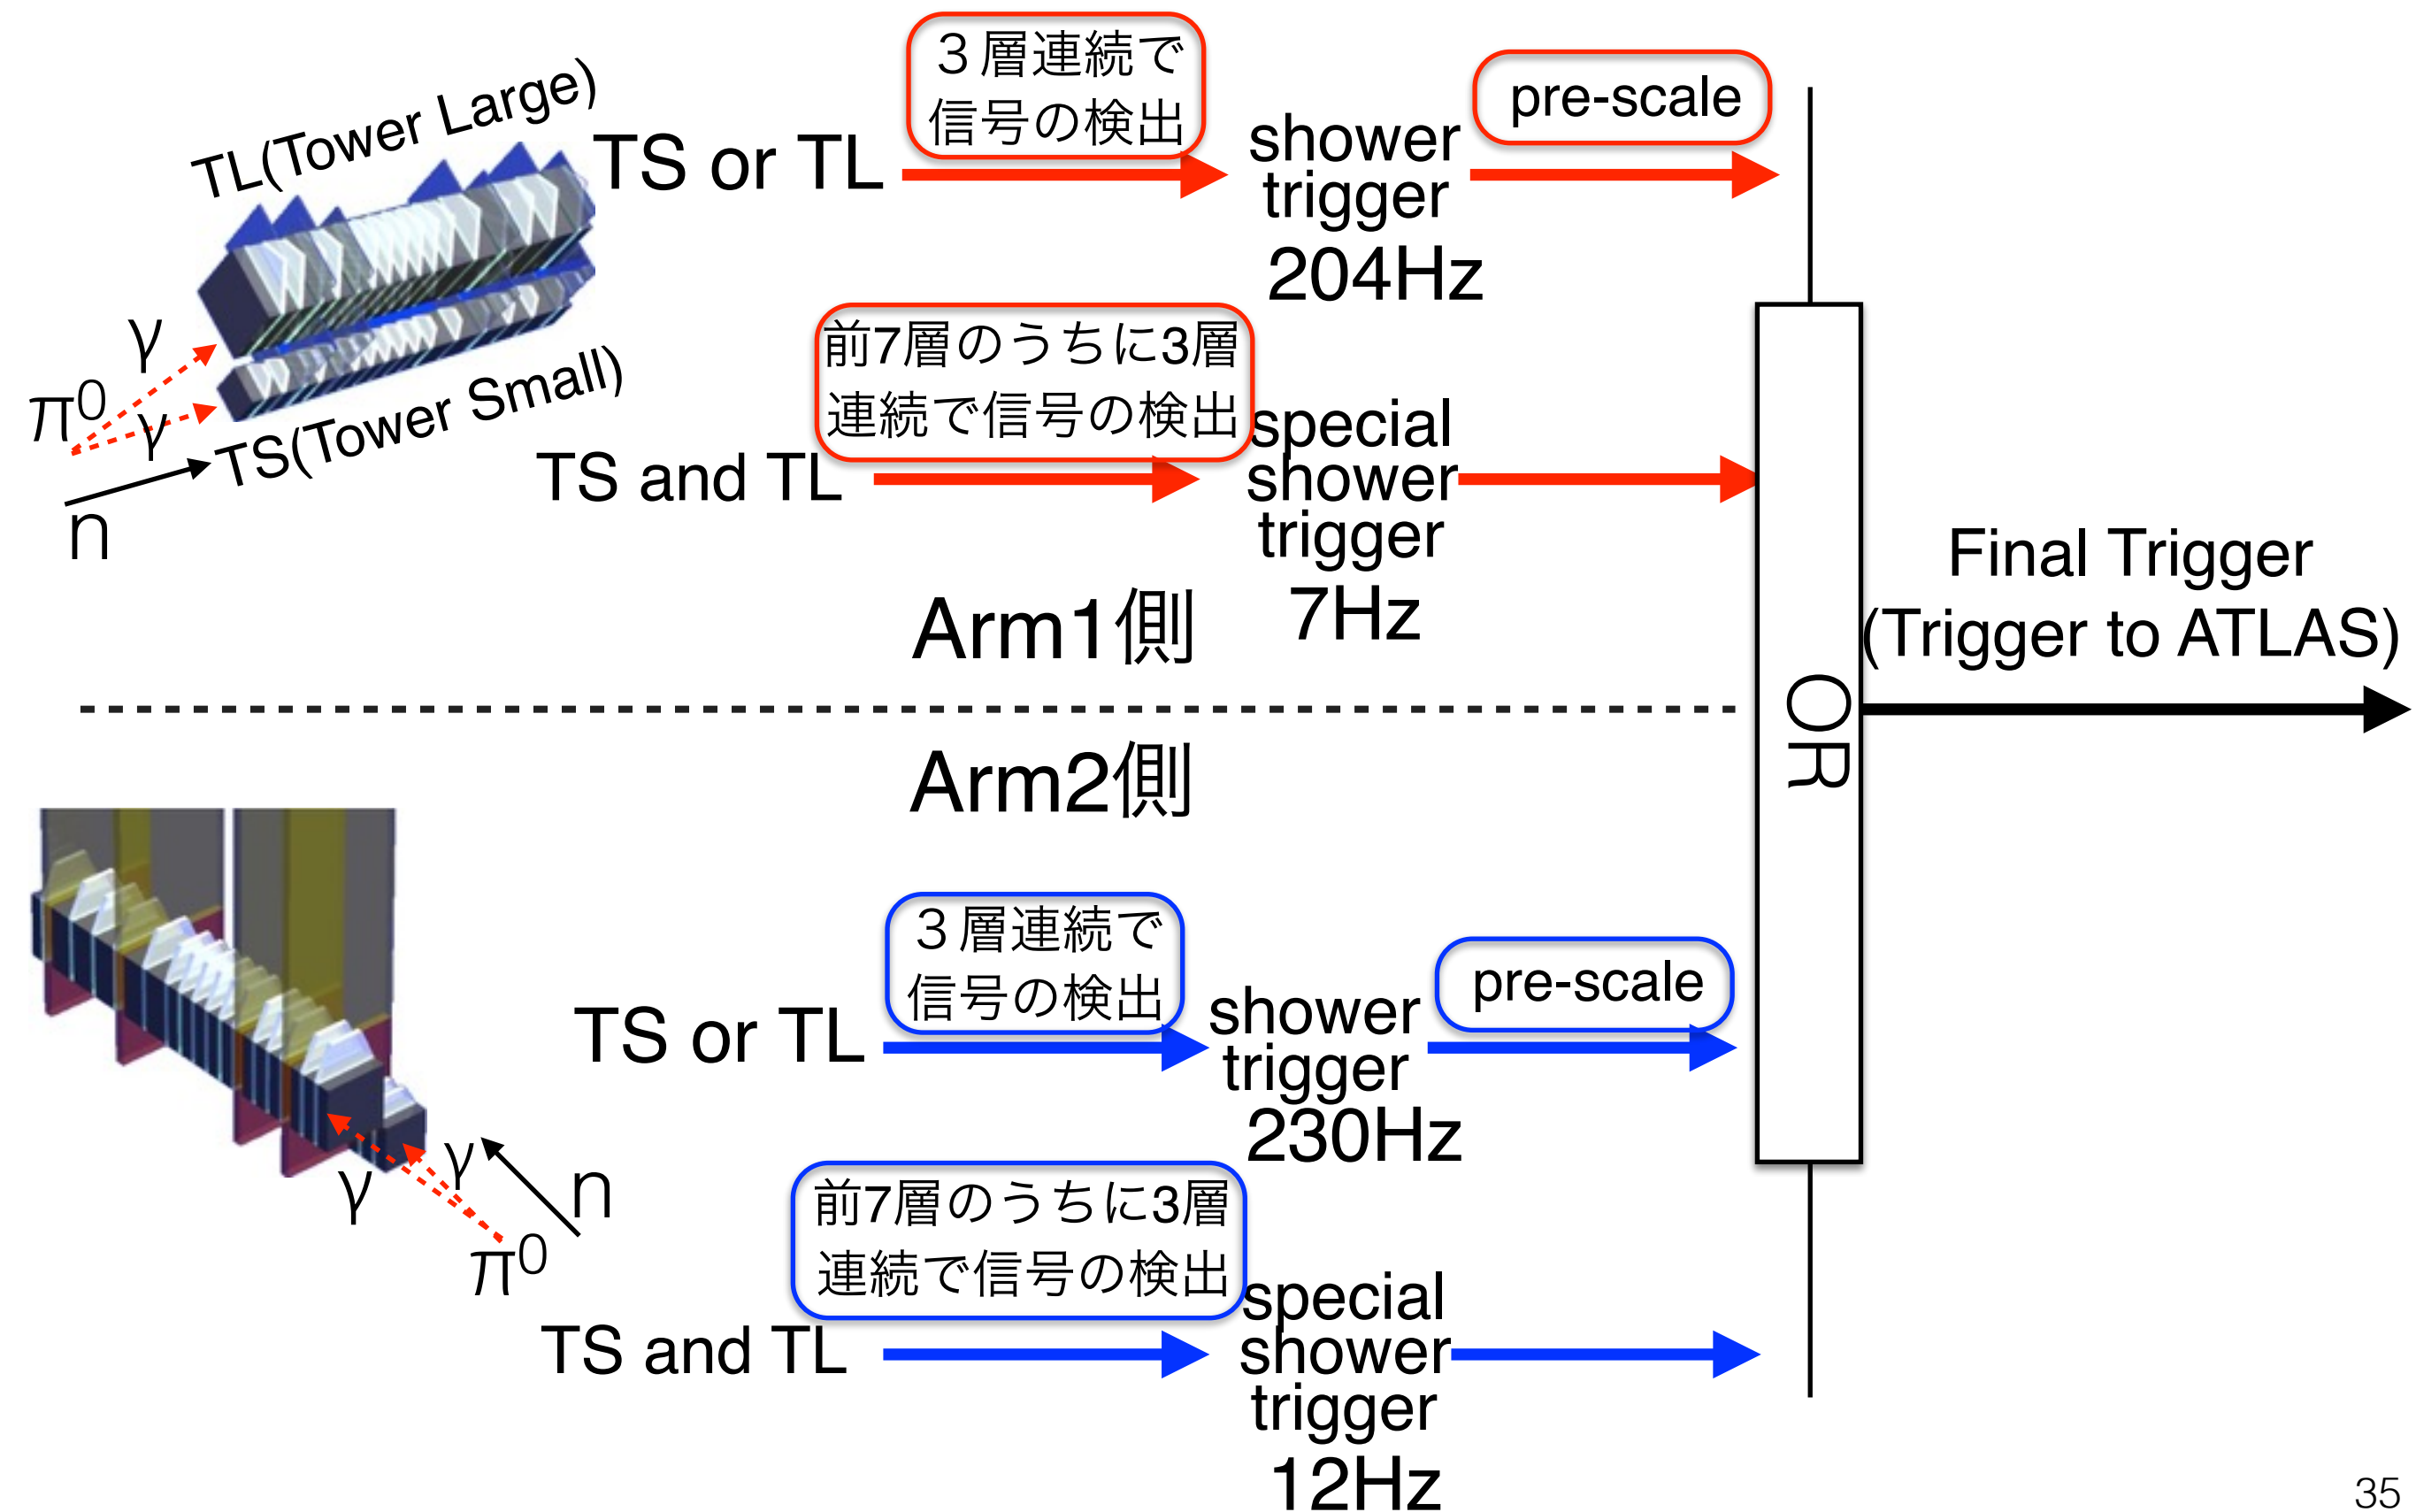 TL(Tower Large)
TS or TL
３層連続で
信号の検出
shower
trigger
204Hz
pre-scale
γ
π0
γ
TS(Tower Small)
n
TS and TL
前7層のうちに3層
連続で信号の検出
special
shower
trigger
7Hz
Arm1側
OR
Final Trigger
(Trigger to ATLAS)
Arm2側
TS or TL
３層連続で
信号の検出
shower
trigger
230Hz
pre-scale
γ
γ
n
π0
TS and TL
前7層のうちに3層
連続で信号の検出
special
shower
trigger
12Hz
35